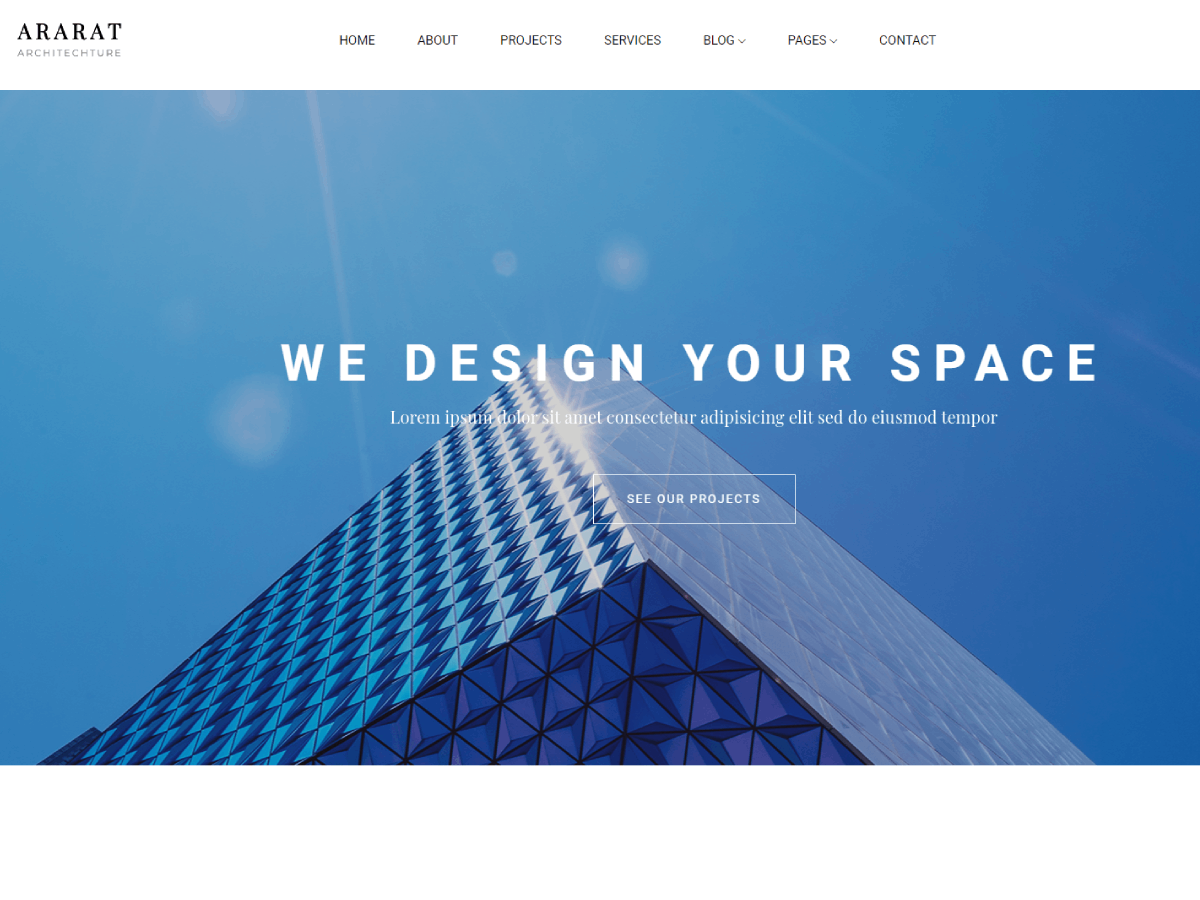 ARARAT
ARCHITECHTURE
HOME ABOUT PROJECTS SERVICES BLOG PAGES CONTACT
WE DESIGN YOUR SPACE
Lorem ipsum dolor sit amet consectetur adipisicing elit sed do eiusmod tempor
SEE OUR PROJECTS